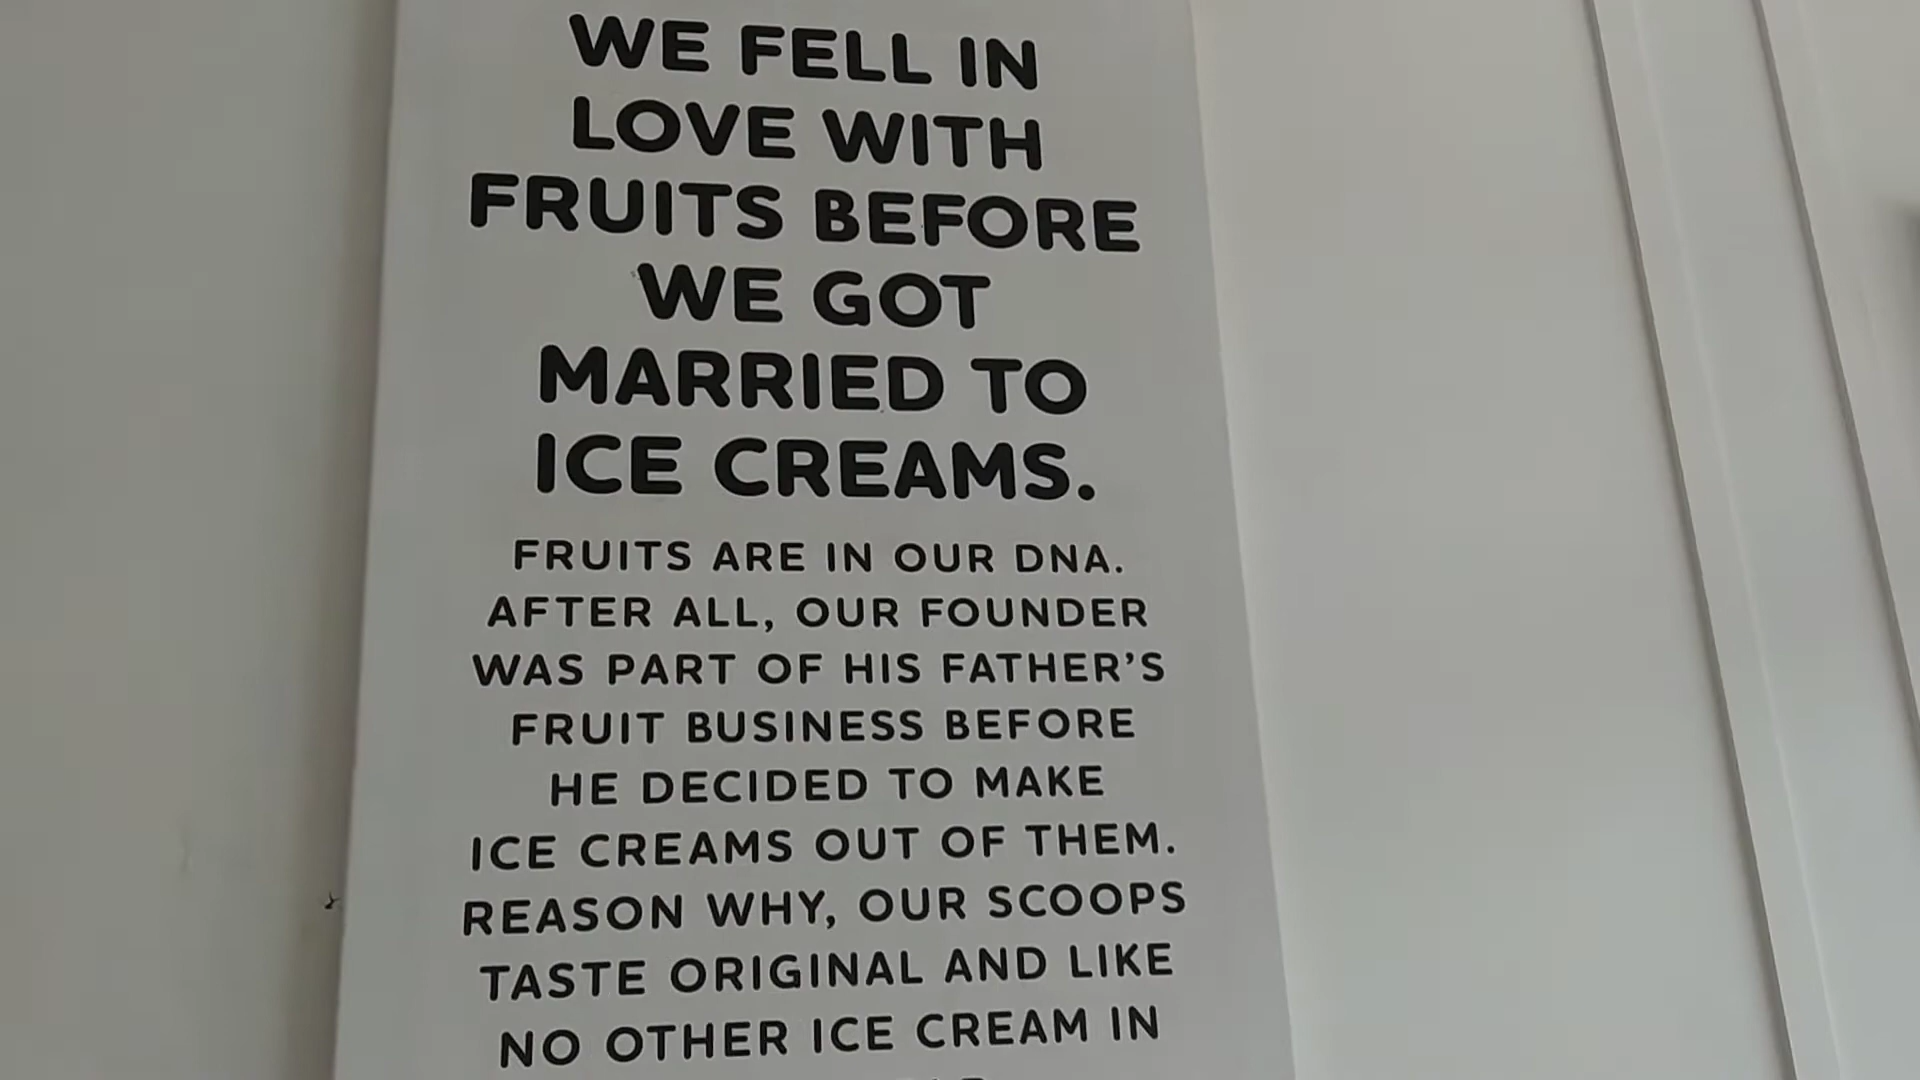 WE FELL IN
LOVE WITH
FRUITS BEFORE
WE GOT
MARRIED TO
ICE CREAMS.
FRUITS ARE IN OUR DNA.
AFTER ALL, OUR FOUNDER
WAS PART OF HIS FATHER'S
FRUIT BUSINESS BEFORE
HE DECIDED TO MAKE
ICE CREAMS OUT OF THEM.
REASON WHY, OUR SCOOPS
TASTE ORIGINAL AND LIKE
NO OTHER ICE CREAM IN